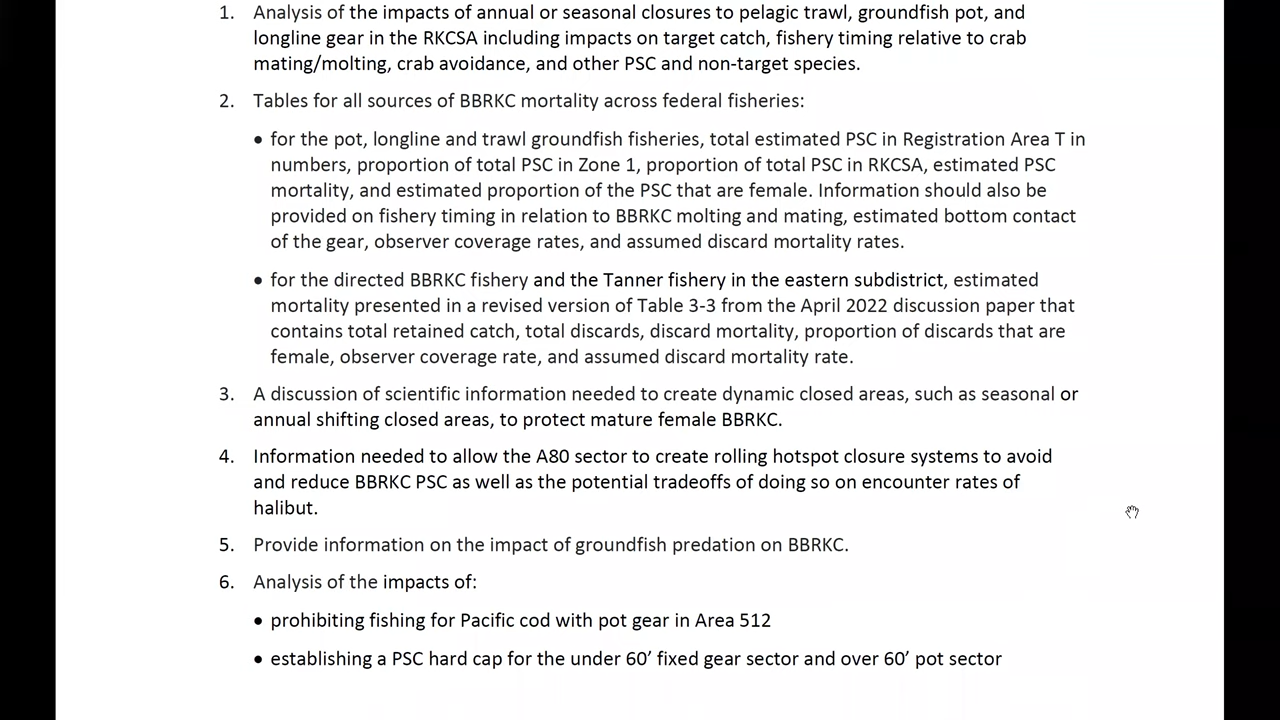 1. Analysis of the impacts of annual or seasonal closures to pelagic trawl, groundfish pot, and
longline gear in the RKCSA including impacts on target catch, fishery timing relative to crab
mating/molting, crab avoidance, and other PSC and non-target species.
2. Tables for all sources of BBRKC mortality across federal fisheries:
• for the pot, longline and trawl groundfish fisheries, total estimated PSC in Registration Area T in
numbers, proportion of total PSC in Zone 1, proportion of total PSC in RKCSA, estimated PSC
mortality, and estimated proportion of the PSC that are female. Information should also be
provided on fishery timing in relation to BBRKC molting and mating, estimated bottom contact
of the gear, observer coverage rates, and assumed discard mortality rates.
• for the directed BBRKC fishery and the Tanner fishery in the eastern subdistrict, estimated
mortality presented in a revised version of Table 3-3 from the April 2022 discussion paper that
contains total retained catch, total discards, discard mortality, proportion of discards that are
female, observer coverage rate, and assumed discard mortality rate.
3. A discussion of scientific information needed to create dynamic closed areas, such as seasonal or
annual shifting closed areas, to protect mature female BBRKC.
4. Information needed to allow the A80 sector to create rolling hotspot closure systems to avoid
and reduce BBRKC PSC as well as the potential tradeoffs of doing so on encounter rates of
halibut.
5. Provide information on the impact of groundfish predation on BBRKC.
6. Analysis of the impacts of:
• prohibiting fishing for Pacific cod with pot gear in Area 512
• establishing a PSC hard cap for the under 60’ fixed gear sector and over 60’ pot sector